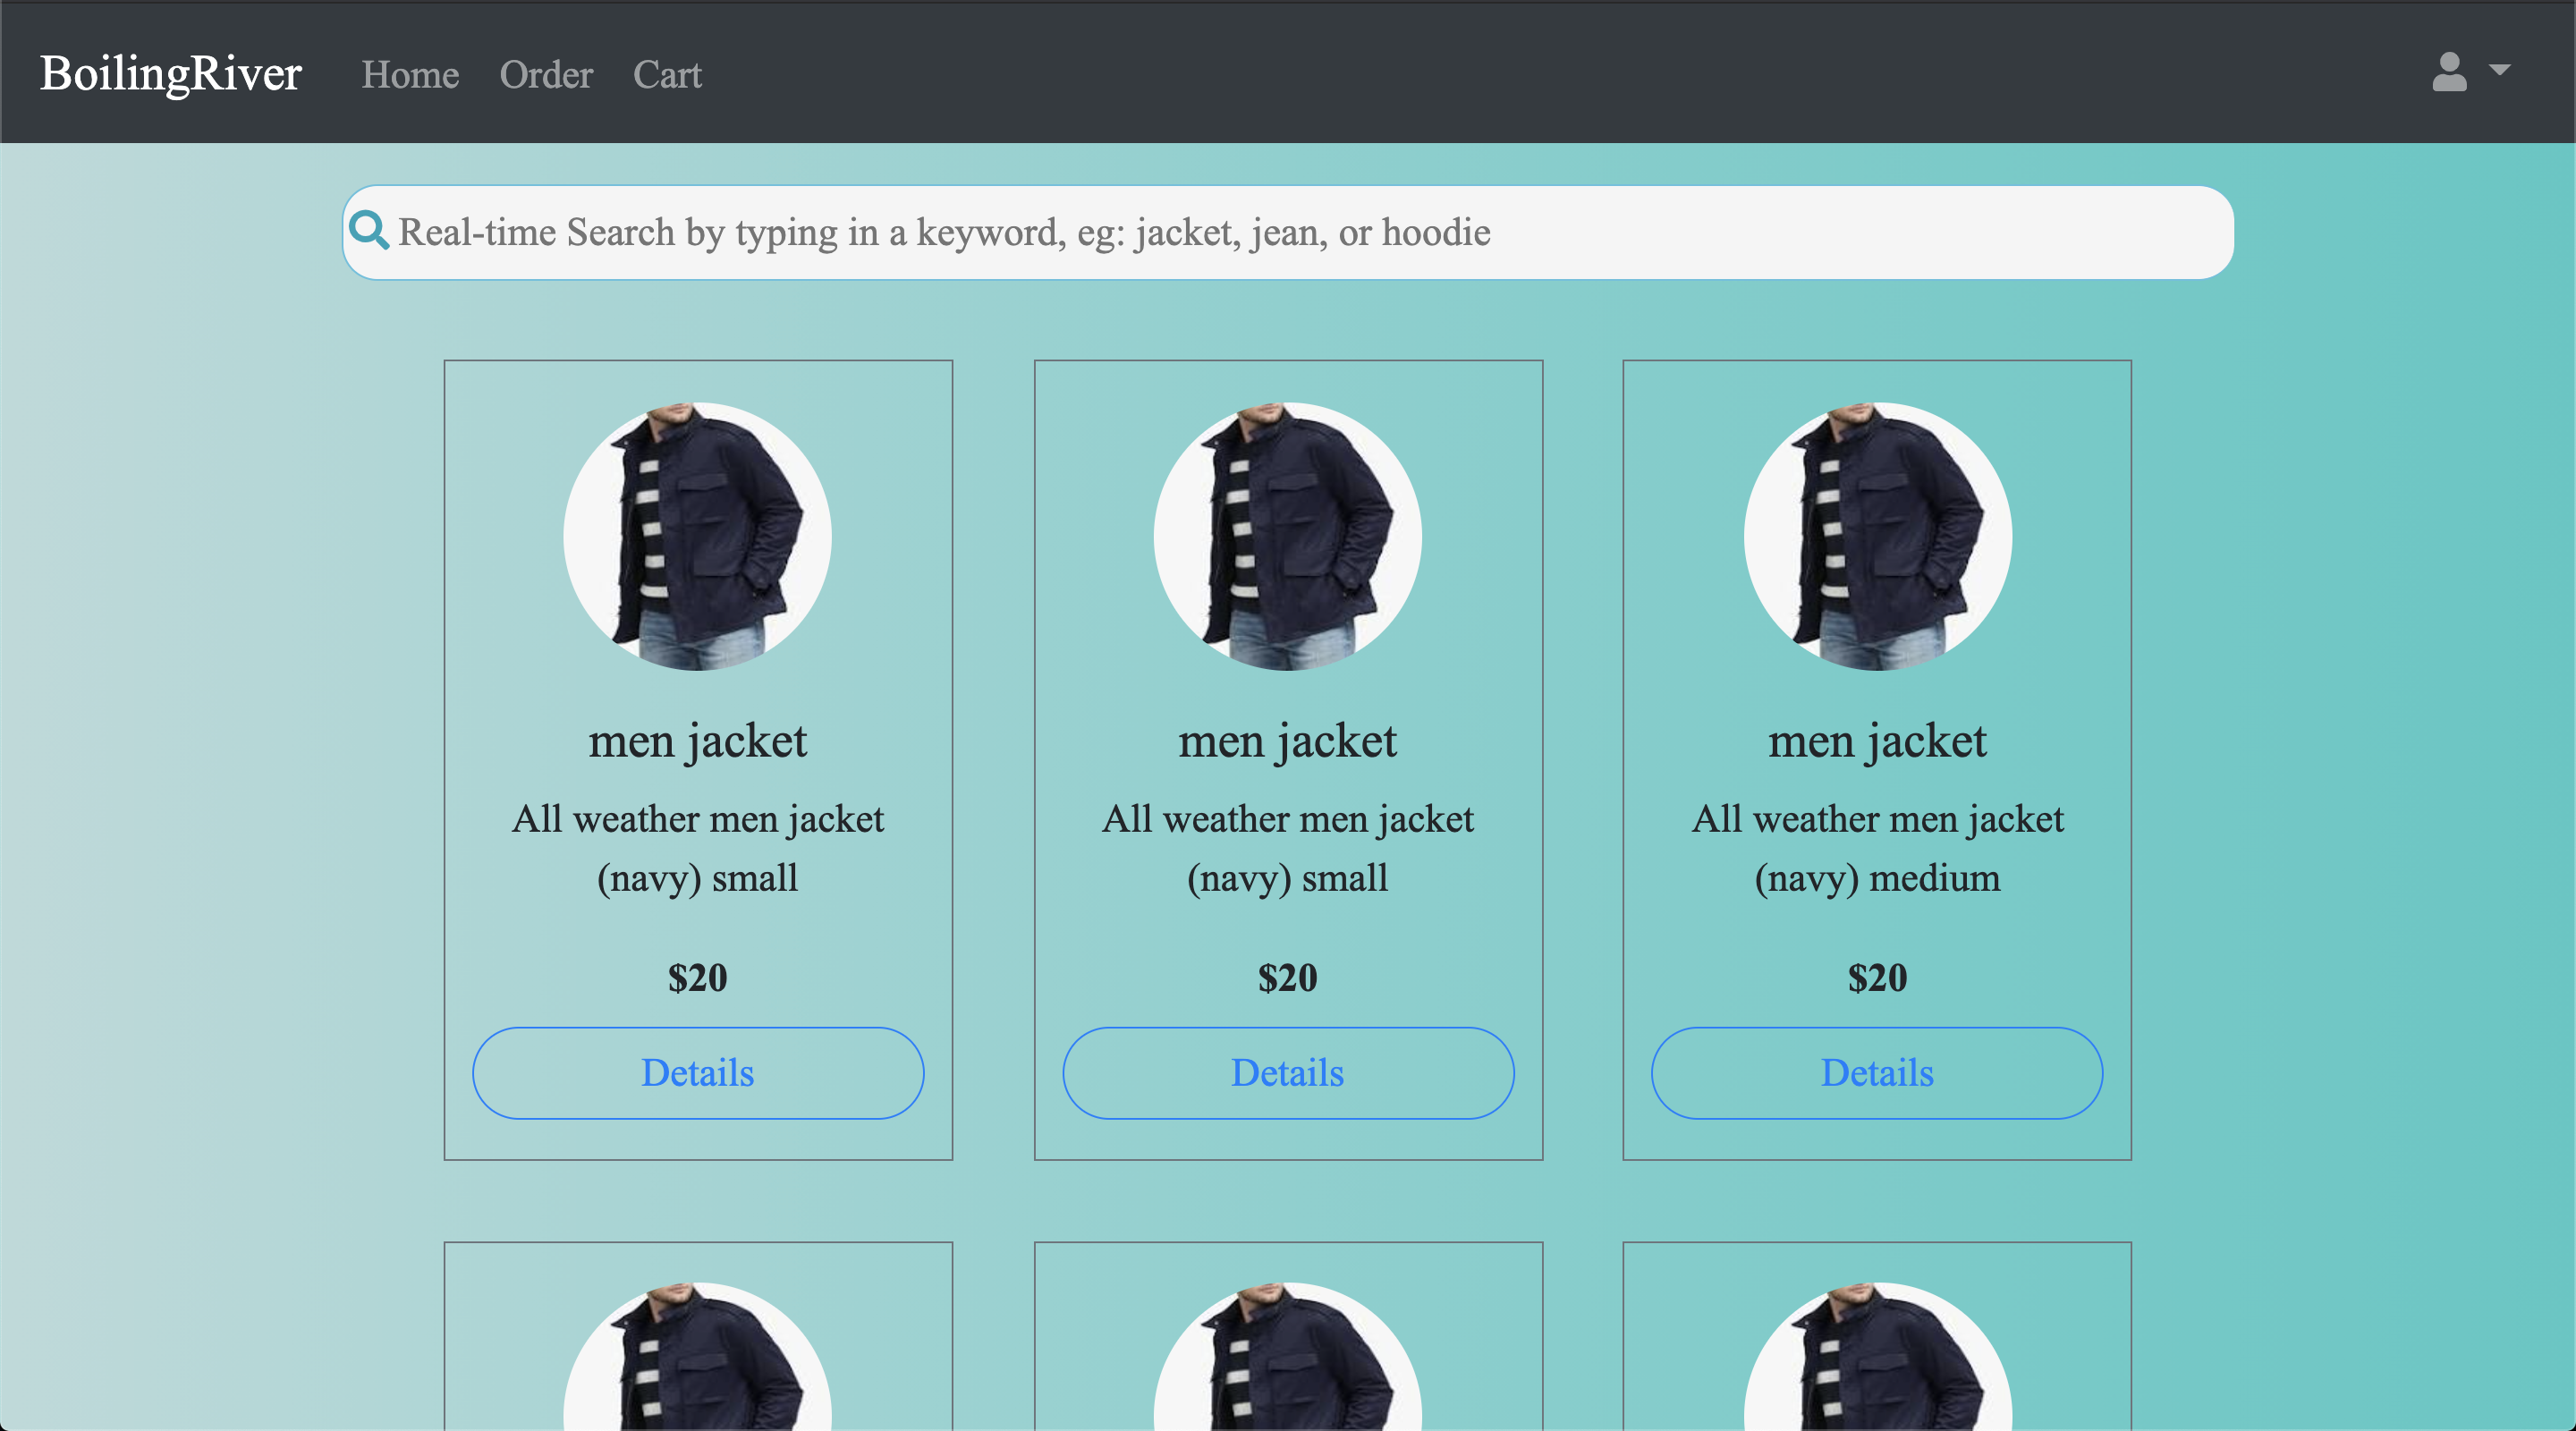 BoilingRiver Home Order Cart
Real-time Search by typing in a keyword, eg: jacket, jean, or hoodie
men jacket
All weather men jacket
(navy) small
$20
Details
men jacket
All weather men jacket
(navy) small
$20
Details
men jacket
All weather men jacket
(navy) medium
$20
Details